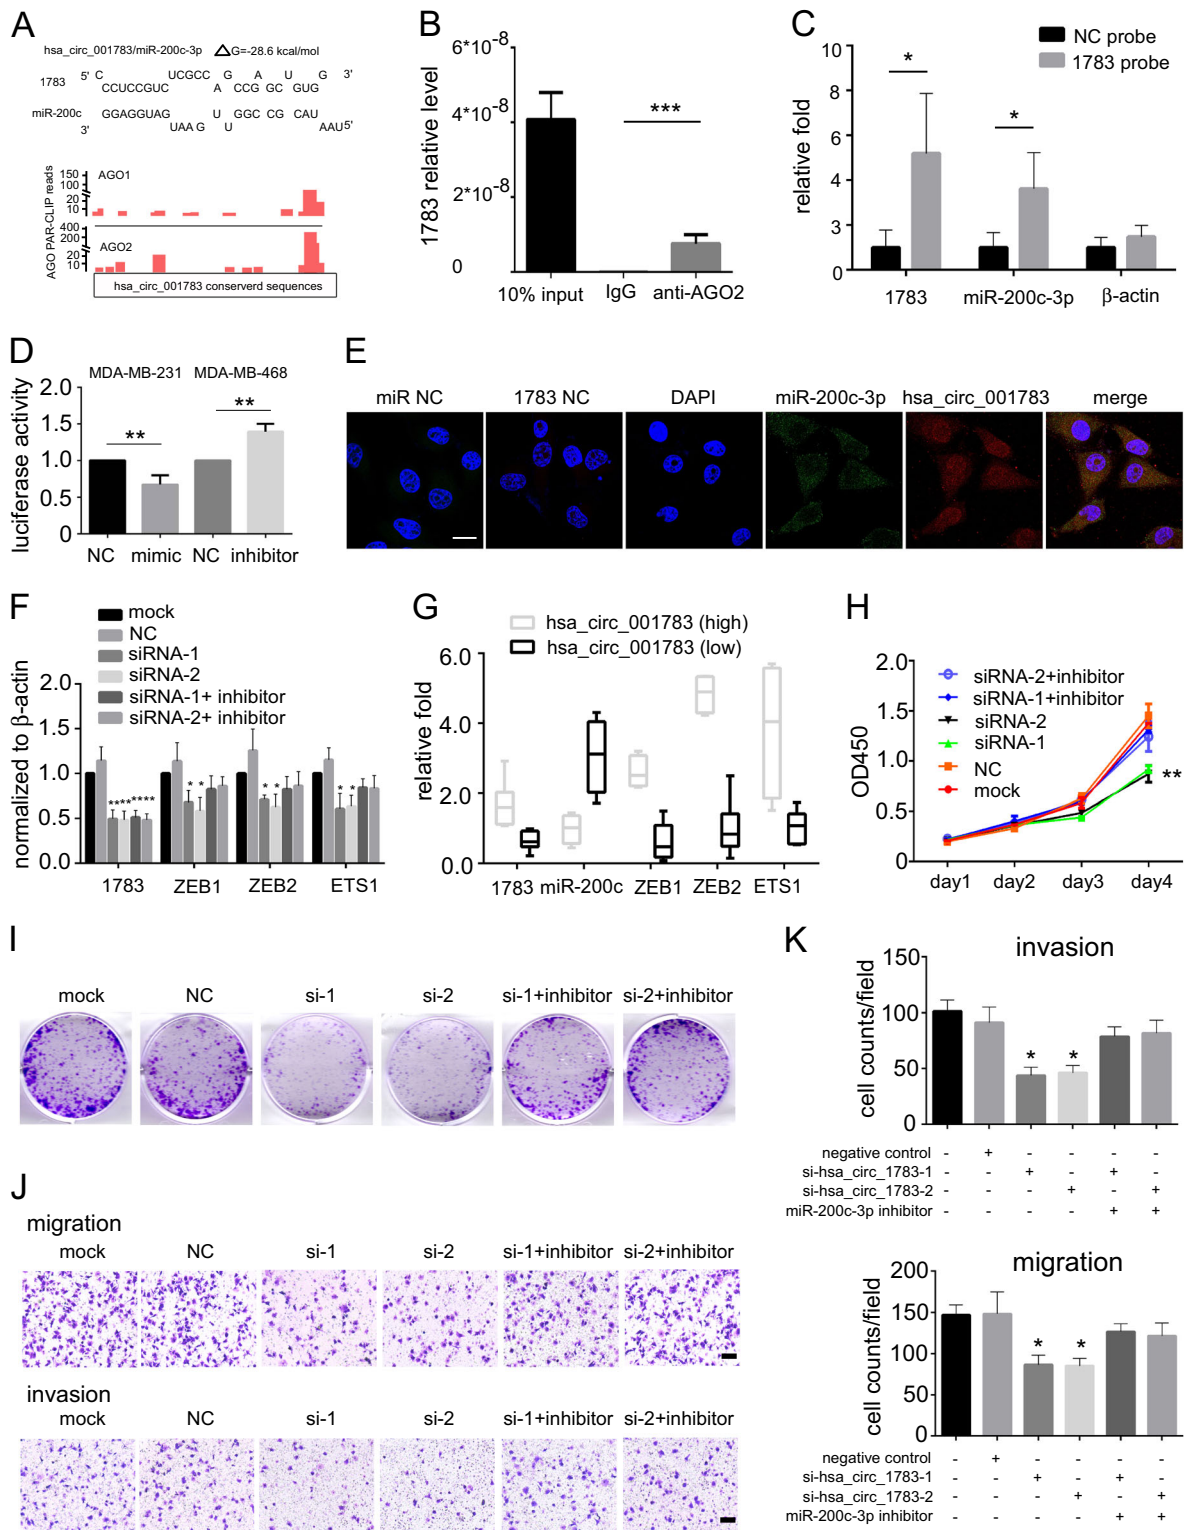 A
hsa_circ_001783/miR-200c-3p △G=-28.6 kcal/mol
5' C UCGCC G A U G 3'
1783 CCUCCGUC A CCG GC GUG
miR-200c GGAGGUAG U GGC CG CAU
3' UAA G U AAU 5'
AGO PAR-CLIP reads
150
100
20
10
AGO1
400
200
20
10
AGO2
hsa_circ_001783 conserverd sequences
B
1783 relative level
6*10-8
4*10-8
2*10-8
0
***
10% input IgG anti-AGO2
C
NC probe
1783 probe
relative fold
10
8
6
4
2
0
* *
1783 miR-200c-3p β-actin
D
MDA-MB-231 MDA-MB-468
luciferase activity
2.0
1.5
1.0
0.5
0
** **
NC mimic NC inhibitor
E
miR NC 1783 NC DAPI miR-200c-3p hsa_circ_001783 merge
F
mock
NC
siRNA-1
siRNA-2
siRNA-1+ inhibitor
siRNA-2+ inhibitor
normalized to β-actin
2.0
1.5
1.0
0.5
0.0
******** * * * * * *
1783 ZEB1 ZEB2 ETS1
G
hsa_circ_001783 (high)
hsa_circ_001783 (low)
relative fold
6.0
4.0
2.0
0.0
1783 miR-200c ZEB1 ZEB2 ETS1
H
OD450
2.0
1.5
1.0
0.5
0
siRNA-2+inhibitor
siRNA-1+inhibitor
siRNA-2
siRNA-1
NC
mock
**
day1 day2 day3 day4
I
mock NC si-1 si-2 si-1+inhibitor si-2+inhibitor
J
migration
mock NC si-1 si-2 si-1+inhibitor si-2+inhibitor
invasion
mock NC si-1 si-2 si-1+inhibitor si-2+inhibitor
K
invasion
cell counts/field
150
100
50
0
* *
negative control - + - - - -
si-hsa_circ_1783-1 - - + - + -
si-hsa_circ_1783-2 - - - + - +
miR-200c-3p inhibitor - - - - + +
migration
cell counts/field
200
150
100
50
0
* *
negative control - + - - - -
si-hsa_circ_1783-1 - - + - + -
si-hsa_circ_1783-2 - - - + - +
miR-200c-3p inhibitor - - - - + +